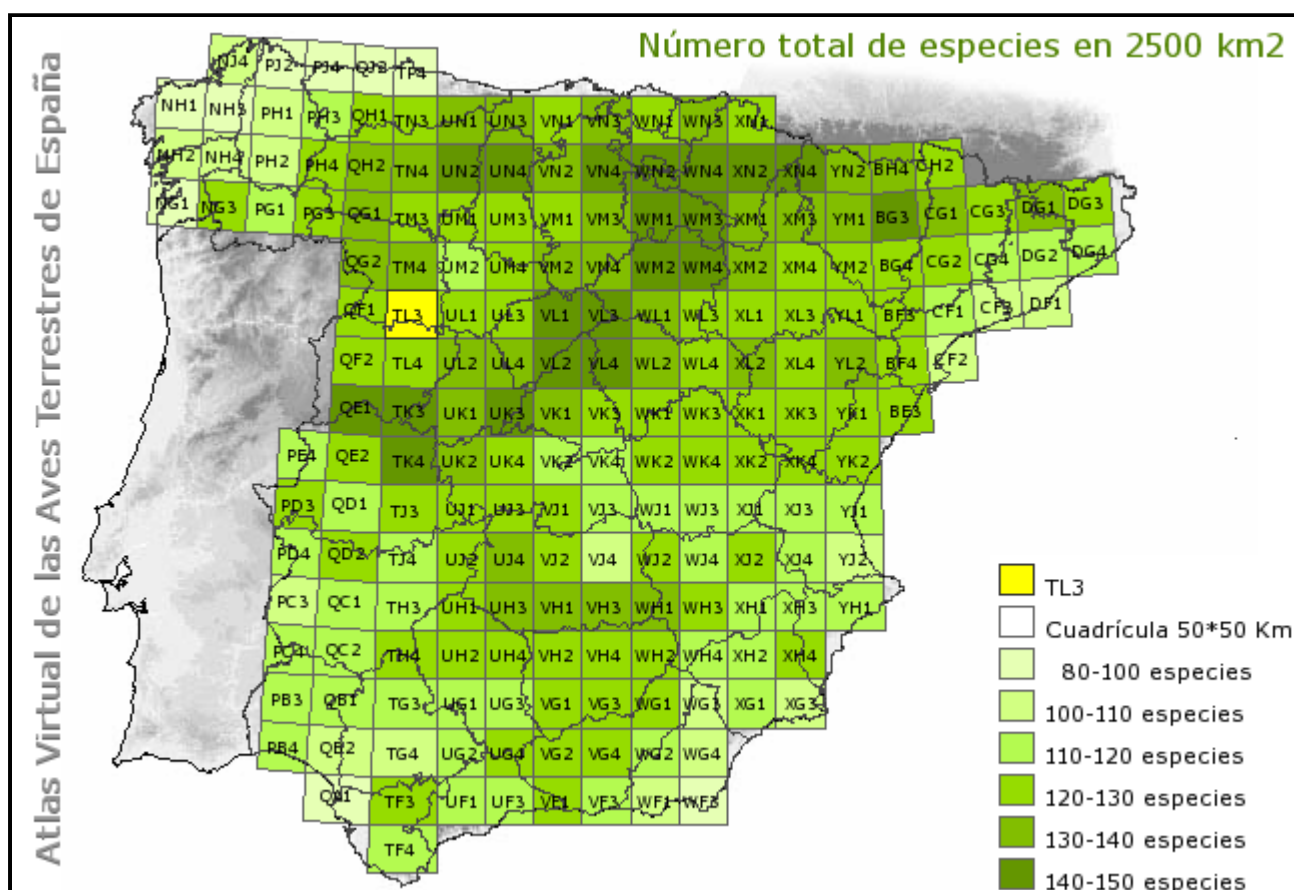 Número total de especies en 2500 km2
Atlas Virtual de las Aves Terrestres de España
NJ4 PJ2 PJ4 QJ2 TP4
NH1 NH3 PH1 PH3 QH1 TN3 UN1 UN3 VN1 VN3 WN1 WN3 XN1
NH2 NH4 PH2 PH4 QH2 TN4 UN2 UN4 VN2 VN4 WN2 WN4 XN2 XN4 YN2 BH4 CH2
NG1 NG3 PG1 PG3 QG1 TM3 UM1 UM3 VM1 VM3 WM1 WM3 XM1 XM3 YM1 BG3 CG1 CG3 DG1 DG3
QG2 TM4 UM2 UM4 VM2 VN4 WM2 WM4 XM2 XM4 YM2 BG4 CG2 CG4 DG2 DG4
QF1 TL3 UL1 UL3 VL1 VL3 WL1 WL3 XL1 XL3 YL1 BF3 CF1 CF3 DF1
QF2 TL4 UL2 UL4 VL2 VL4 WL2 WL4 XL2 XL4 YL2 BF4 CF2
QE1 TK3 UK1 UK3 VK1 VK3 WK1 WK3 XK1 XK3 YK1 BE3
PE4 QE2 TK4 UK2 UK4 VK2 VK4 WK2 WK4 XK2 XK4 YK2
PD3 QD1 TJ3 UJ1 UJ3 VJ1 VJ3 WJ1 WJ3 XJ1 XJ3 YJ1
PD4 QD2 TJ4 UJ2 UJ4 VJ2 VJ4 WJ2 WJ4 XJ2 XJ4 YJ2
PC3 QC1 TH3 UH1 UH3 VH1 VH3 WH1 WH3 XH1 XH3 YH1
PC4 QC2 TH4 UH2 UH4 VH2 VH4 WH2 WH4 XH2 XH4
PB3 QB1 TG3 UG1 UG3 VG1 VG3 WG1 WG3 XG1 XG3
PB4 QB2 TG4 UG2 UG4 VG2 VG4 WG2 WG4
QA1 TF3 UF1 UF3 VF1 VF3 WF1 WF3
TF4
TL3
Cuadrícula 50*50 Km
80-100 especies
100-110 especies
110-120 especies
120-130 especies
130-140 especies
140-150 especies